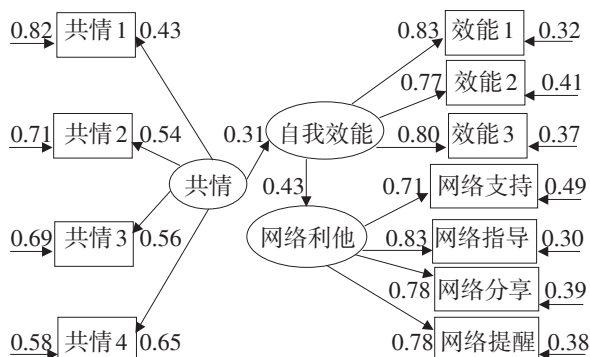 0.82 共情1 0.43 0.83 效能1 0.32
0.77 效能2 0.41
0.71 共情2 0.54 0.31 自我效能 0.80 效能3 0.37
共情 0.43 0.71 网络支持 0.49
0.69 共情3 0.56 网络利他 0.83 网络指导 0.30
0.78 网络分享 0.39
0.58 共情4 0.65 0.78 网络提醒 0.38